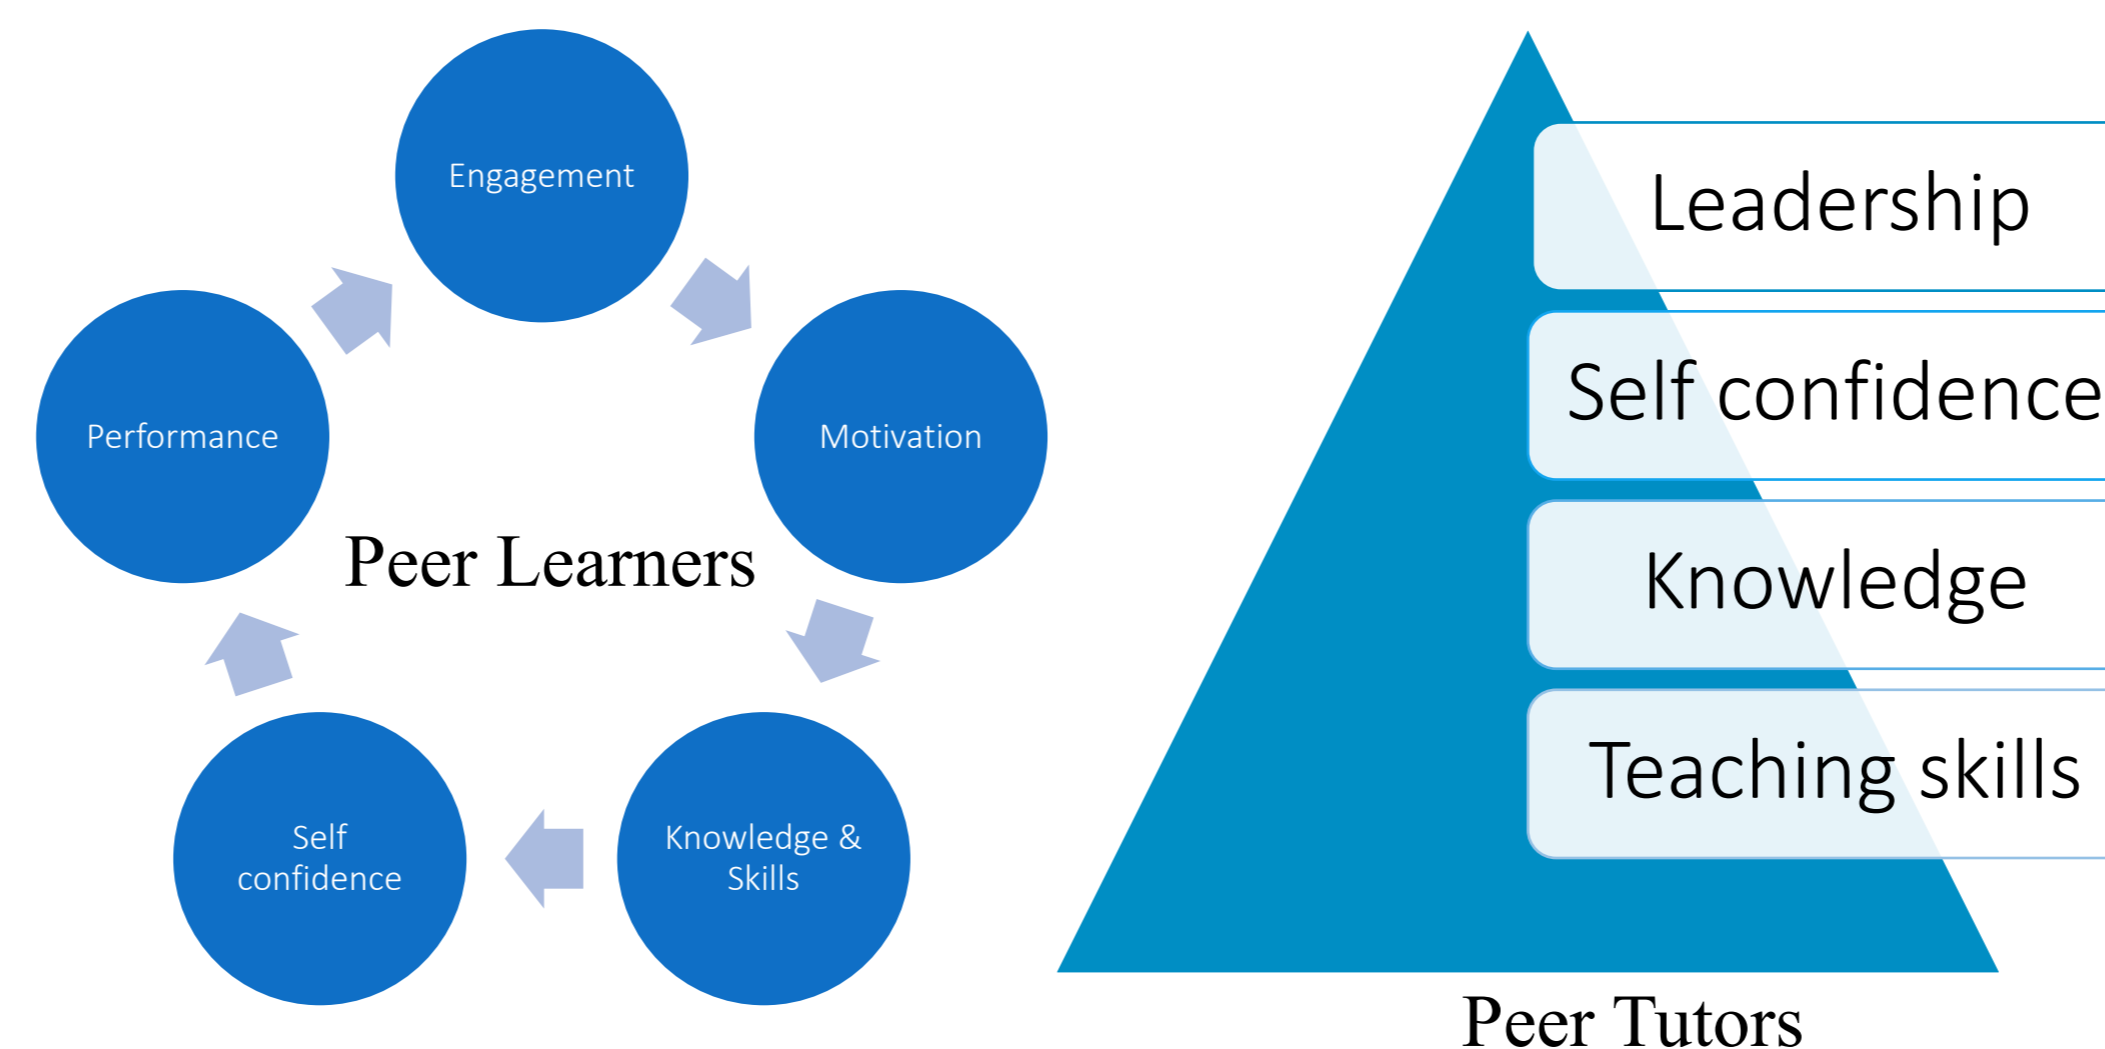 Engagement
Motivation
Knowledge &
Skills
Self
confidence
Performance
Peer Learners
Leadership
Self confidence
Knowledge
Teaching skills
Peer Tutors